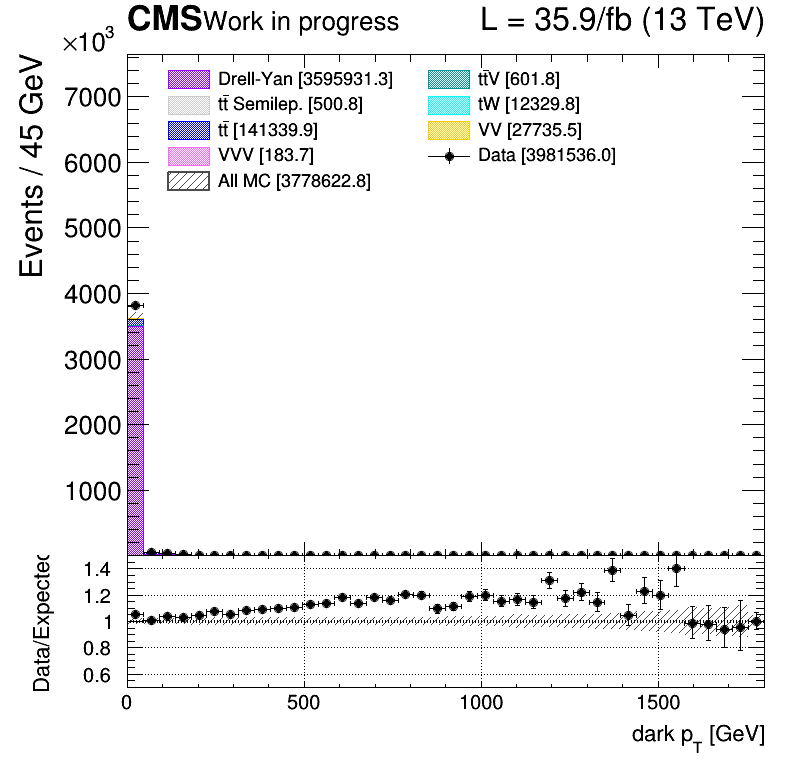 CMS Work in progress L = 35.9/fb (13 TeV)
×10³
Events / 45 GeV
7000
6000
5000
4000
3000
2000
1000
Drell-Yan [3595931.3]
tt̄ Semilep. [500.8]
tt̄ [141339.9]
VVV [183.7]
All MC [3778622.8]
tt̄V [601.8]
tW [12329.8]
VV [27735.5]
Data [3981536.0]
Data/Expected
1.4
1.2
1
0.8
0.6
0 500 1000 1500
dark p_T [GeV]